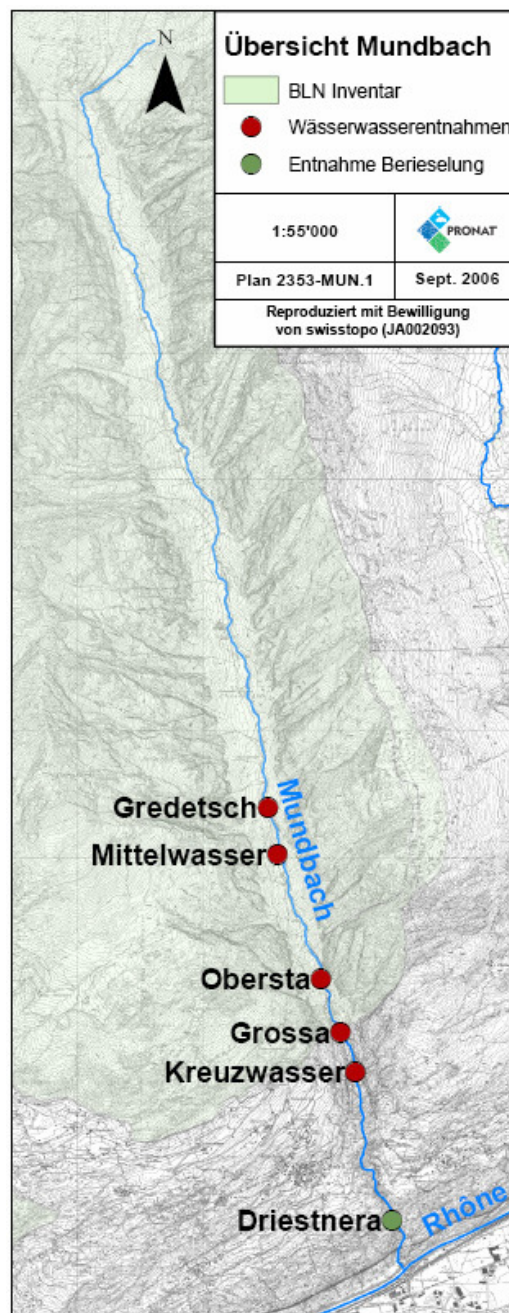 N
Übersicht Mundbach
BLN Inventar
Wässerwasserentnahmen
Entnahme Berieselung
1:55'000
PRONAT
Plan 2353-MUN.1
Sept. 2006
Reproduziert mit Bewilligung
von swisstopo (JA002093)
Gredetsch
Mundbach
Mittelwasser
Obersta
Grossa
Kreuzwasser
Driestnera
Rhône